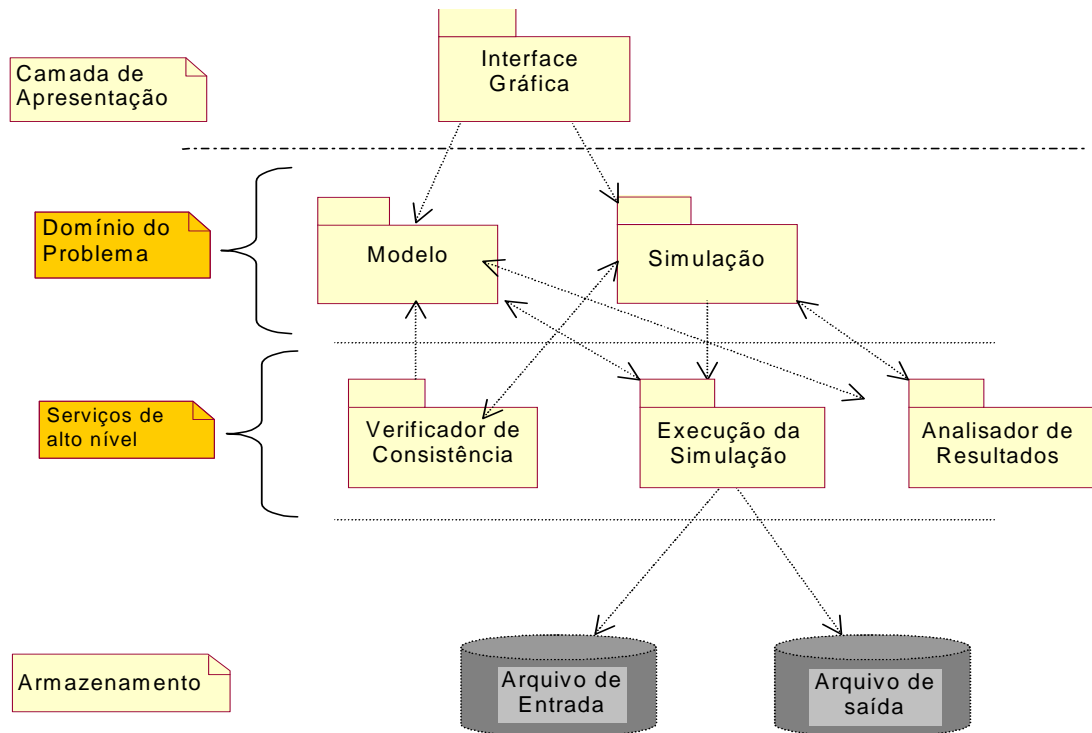 Interface
Gráfica
Camada de
Apresentação
Domínio do
Problema
Modelo
Simulação
Serviços de
alto nível
Verificador de
Consistência
Execução da
Simulação
Analisador de
Resultados
Armazenamento
Arquivo de
Entrada
Arquivo de
saída